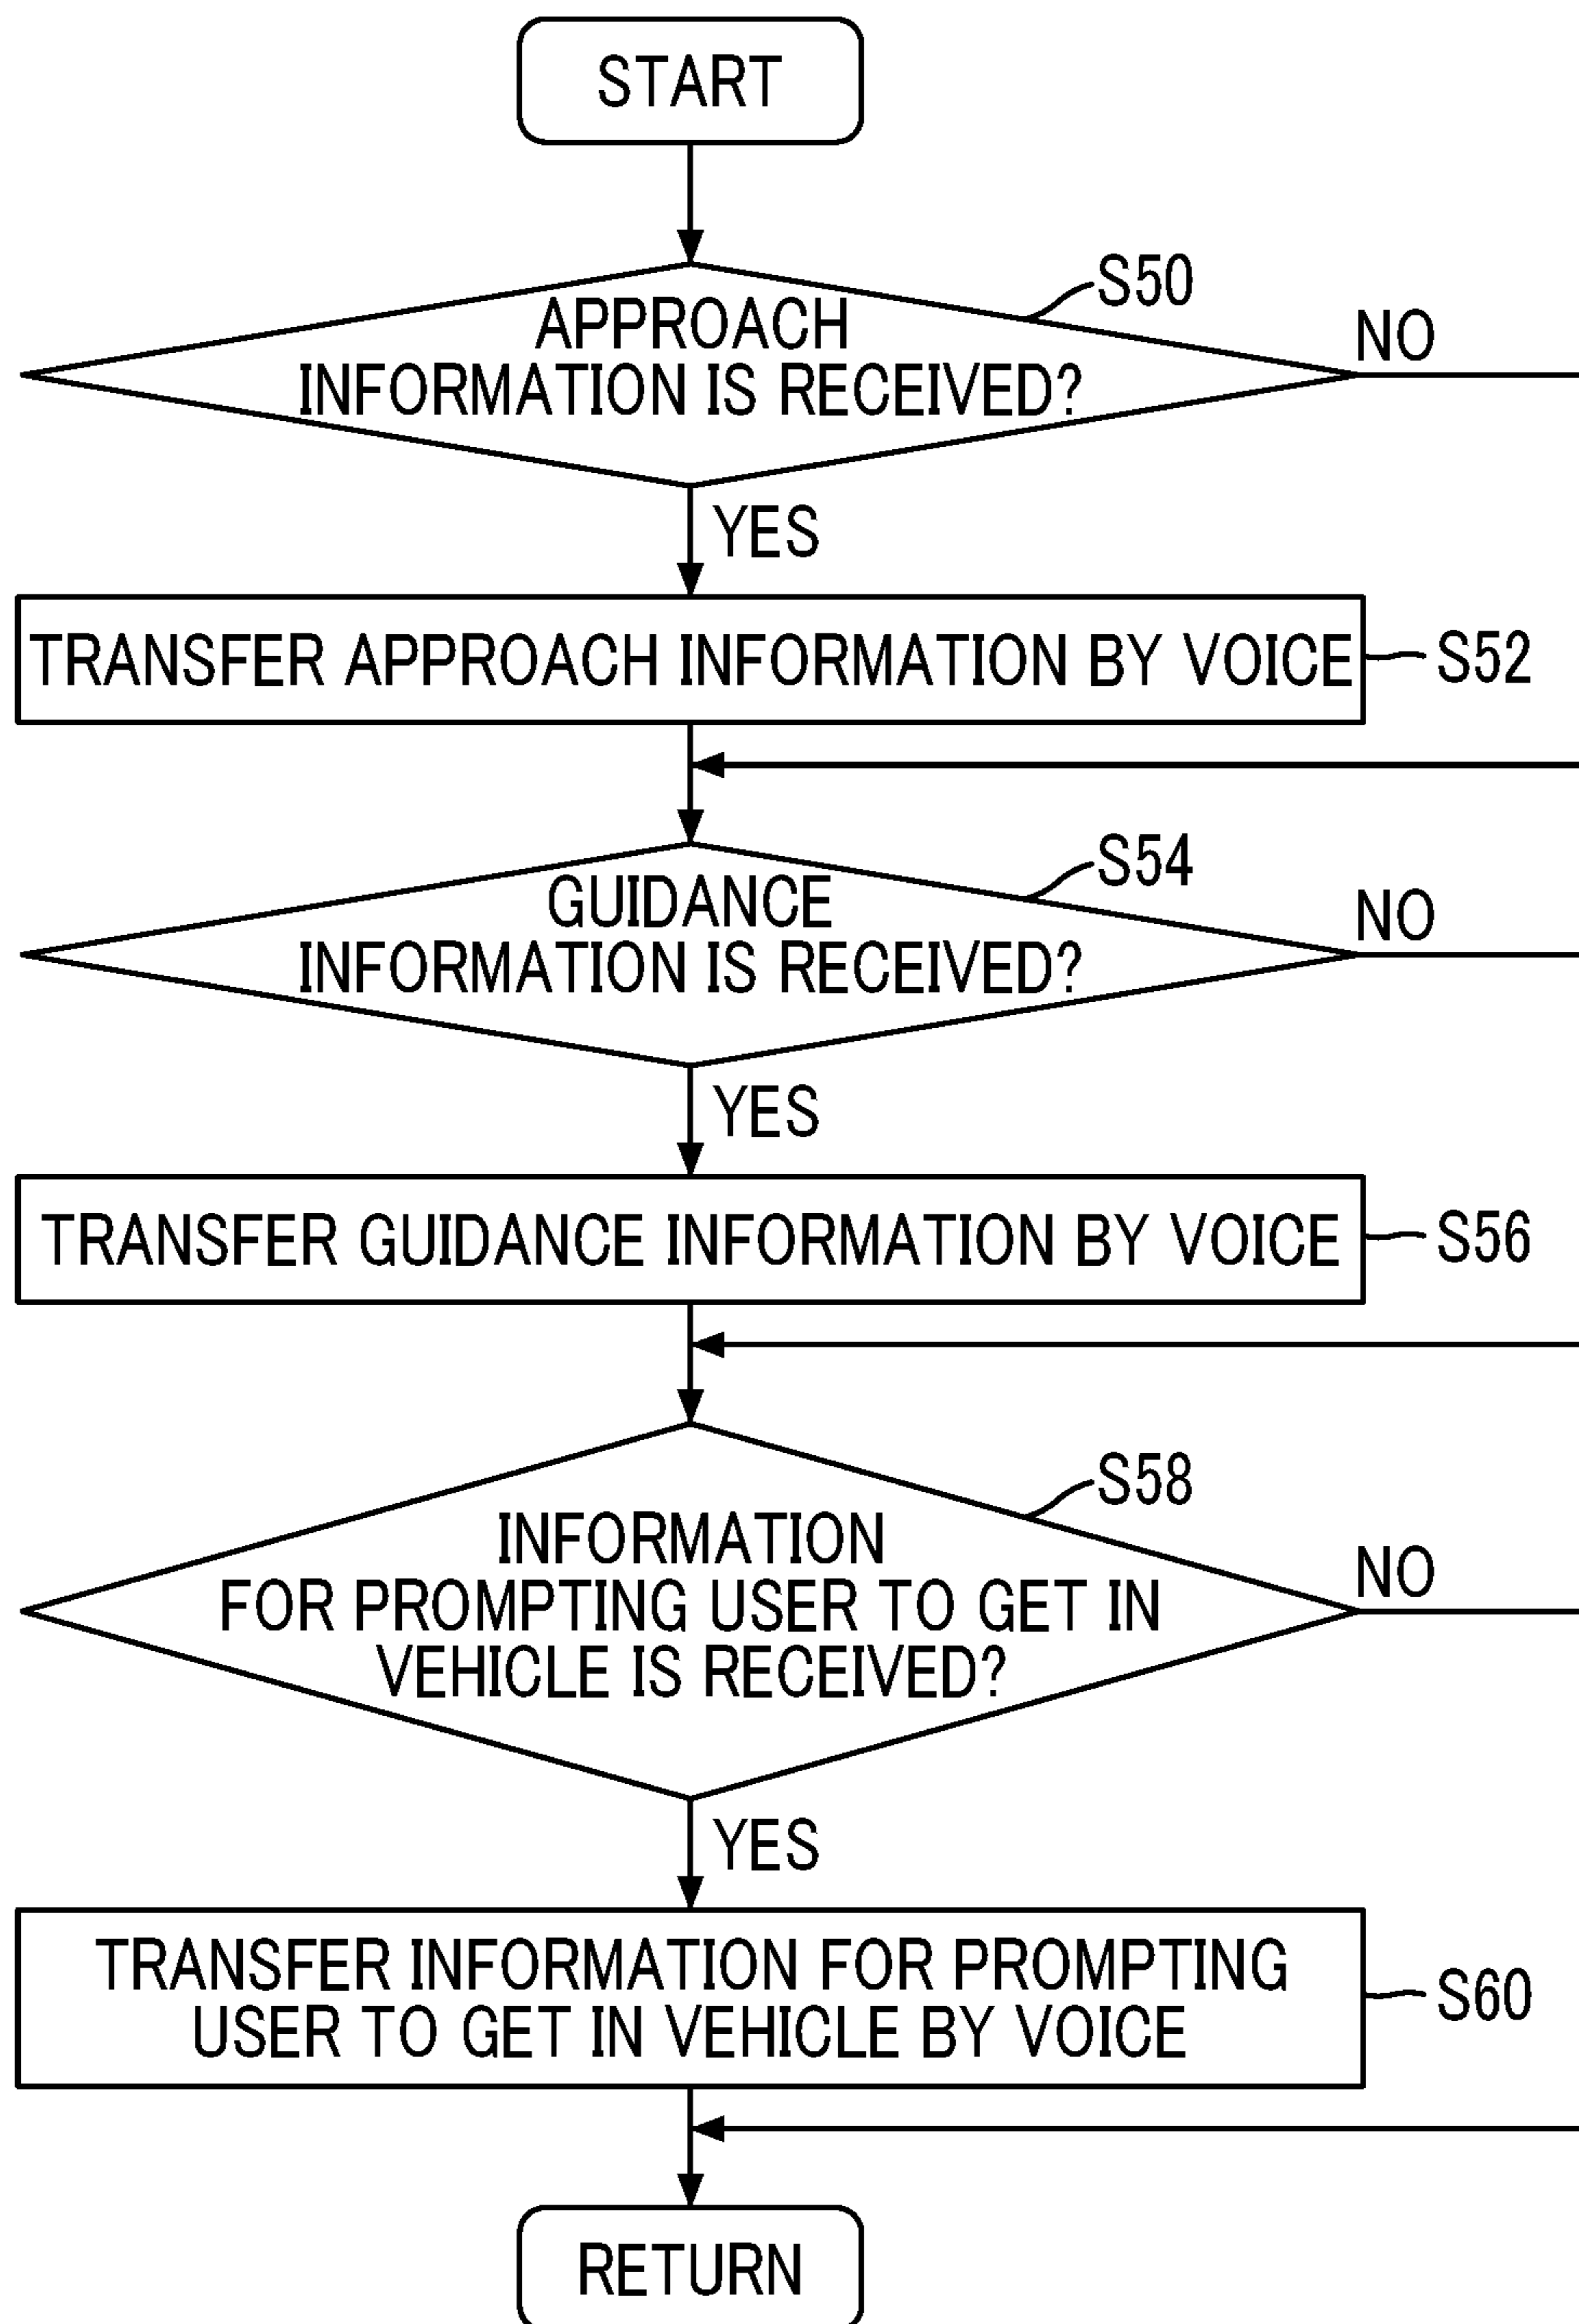 START
S50
APPROACH
INFORMATION IS RECEIVED?
NO
YES
TRANSFER APPROACH INFORMATION BY VOICE
S52
S54
GUIDANCE
INFORMATION IS RECEIVED?
NO
YES
TRANSFER GUIDANCE INFORMATION BY VOICE
S56
S58
INFORMATION
FOR PROMPTING USER TO GET IN
VEHICLE IS RECEIVED?
NO
YES
TRANSFER INFORMATION FOR PROMPTING
USER TO GET IN VEHICLE BY VOICE
S60
RETURN